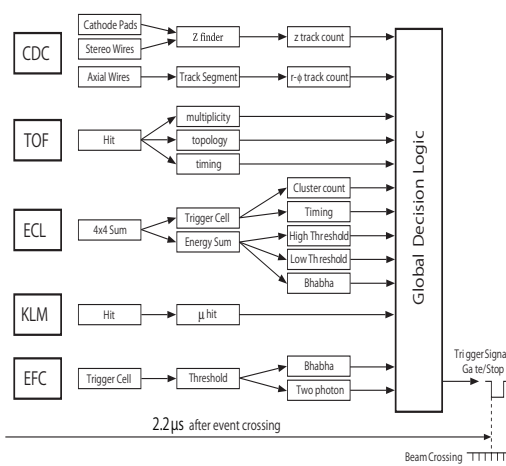 CDC
Cathode Pads
Stereo Wires
Z finder
z track count
Axial Wires
Track Segment
r-φ track count
TOF
Hit
multiplicity
topology
timing
ECL
4x4 Sum
Trigger Cell
Energy Sum
Cluster count
Timing
High Threshold
Low Threshold
Bhabha
KLM
Hit
μ hit
EFC
Trigger Cell
Threshold
Bhabha
Two photon
Global Decision Logic
Trigger Signal
Gate/Stop
2.2μs after event crossing
Beam Crossing